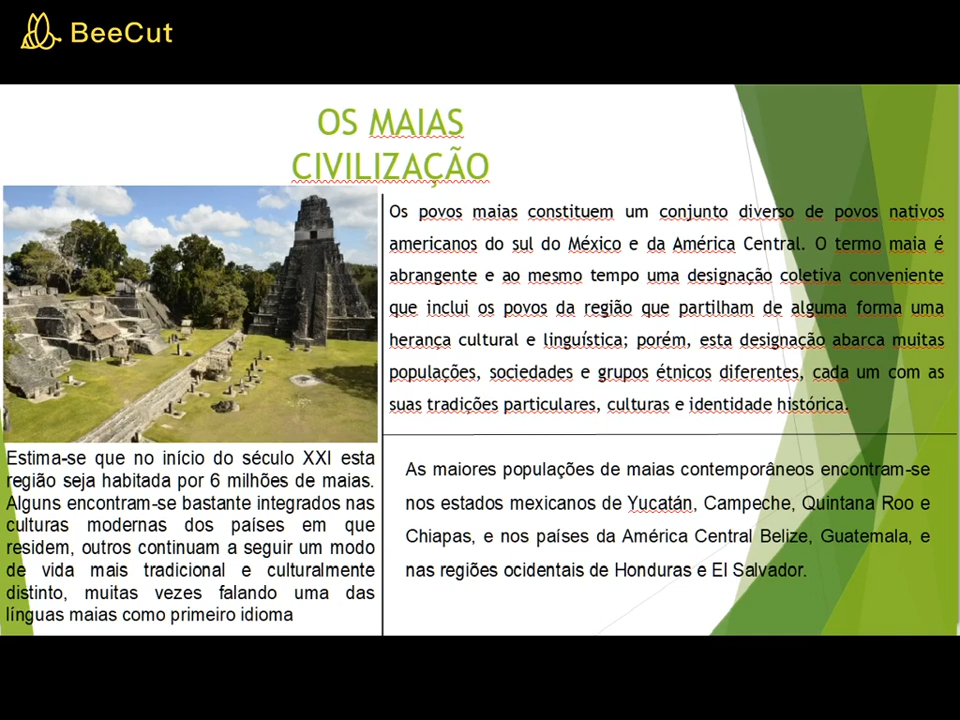 BeeCut
OS MAIAS
CIVILIZAÇÃO
Os povos maias constituem um conjunto diverso de povos nativos
americanos do sul do México e da América Central. O termo maia é
abrangente e ao mesmo tempo uma designação coletiva conveniente
que inclui os povos da região que partilham de alguma forma uma
herança cultural e linguística; porém, esta designação abarca muitas
populações, sociedades e grupos étnicos diferentes, cada um com as
suas tradições particulares, culturas e identidade histórica.
Estima-se que no início do século XXI esta
região seja habitada por 6 milhões de maias.
Alguns encontram-se bastante integrados nas
culturas modernas dos países em que
residem, outros continuam a seguir um modo
de vida mais tradicional e culturalmente
distinto, muitas vezes falando uma das
línguas maias como primeiro idioma
As maiores populações de maias contemporâneos encontram-se
nos estados mexicanos de Yucatán, Campeche, Quintana Roo e
Chiapas, e nos países da América Central Belize, Guatemala, e
nas regiões ocidentais de Honduras e El Salvador.